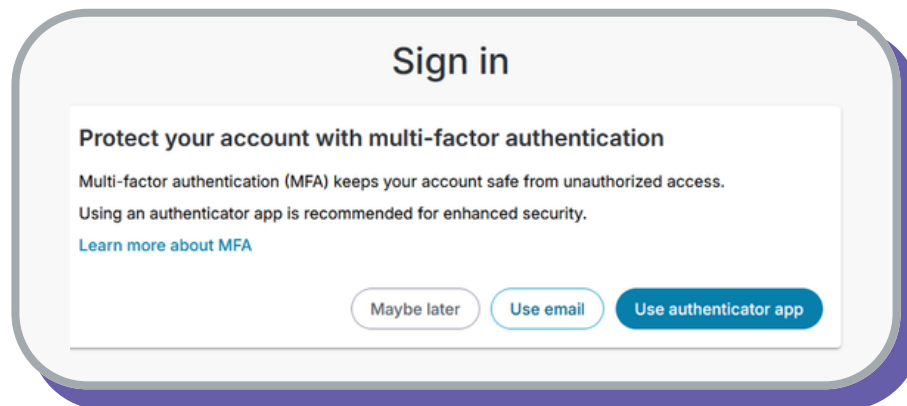 Sign in
Protect your account with multi-factor authentication
Multi-factor authentication (MFA) keeps your account safe from unauthorized access.
Using an authenticator app is recommended for enhanced security.
Learn more about MFA
Maybe later Use email Use authenticator app